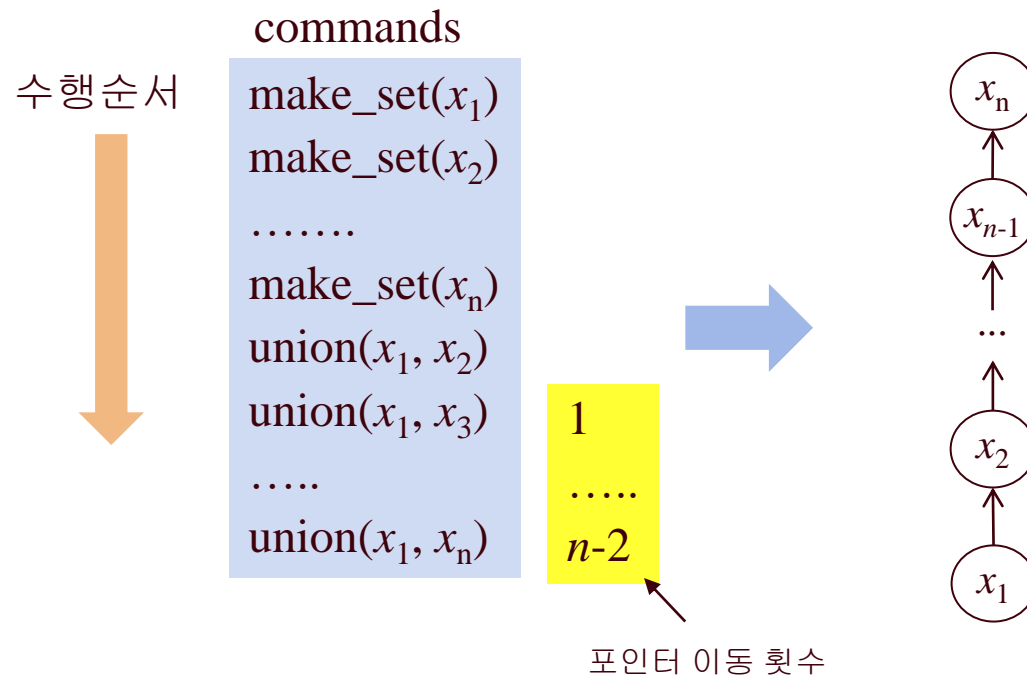 commands
수행순서
make_set(x₁)
make_set(x₂)
…….
make_set(xₙ)
union(x₁, x₂)
union(x₁, x₃)
…..
union(x₁, xₙ)
1
…..
n-2
포인터 이동 횟수
xₙ
xₙ₋₁
...
x₂
x₁